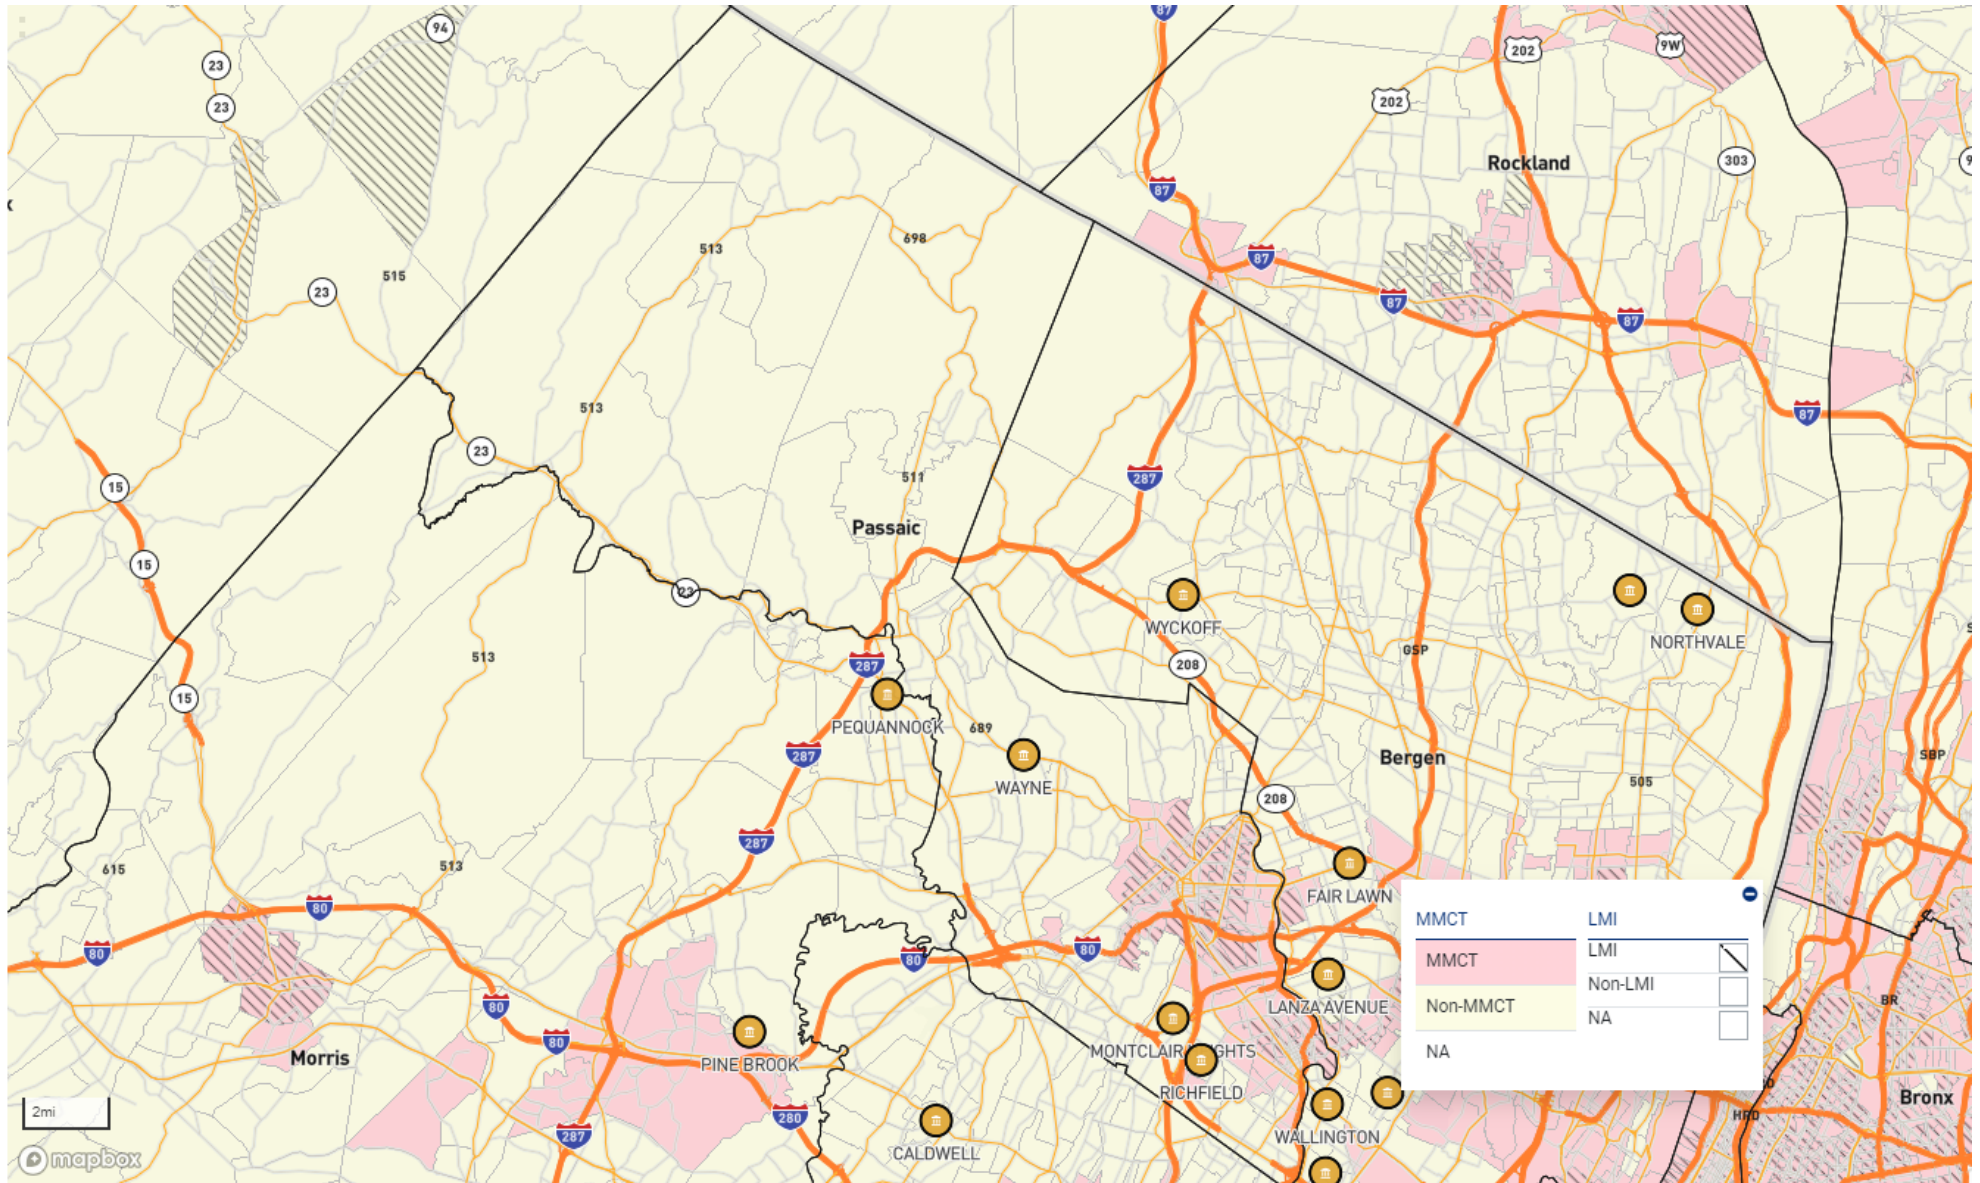 87
94
202
9W
23
202
23
Rockland
303
87
513
698
87
515
23
87
87
87
513
23
511
287
15
Passaic
15
23
WYCKOFF
NORTHVALE
513
287
208
GSP
15
PEQUANNOCK
689
287
SBP
Bergen
WAYNE
505
208
287
615
513
FAIR LAWN
80
MMCT
LMI
80
80
80
MMCT
LMI
Non-LMI
LANZA AVENUE
Non-MMCT
80
NA
BR
80
MONTCLAIR HEIGHTS
NA
Morris
PINE BROOK
RICHFIELD
2mi
280
HRD
Bronx
287
WALLINGTON
CALDWELL
mapbox